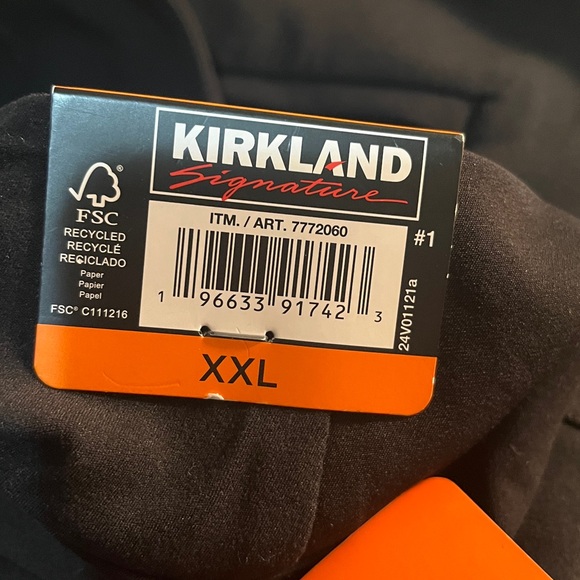 KIRKLAND
Signature
FSC®
RECYCLED
RECYCLÉ
RECICLADO
Paper
Papier
Papel
FSC® C111216
ITM. / ART. 7772060
1 96633 91742 3
#1
24V01121a
XXL